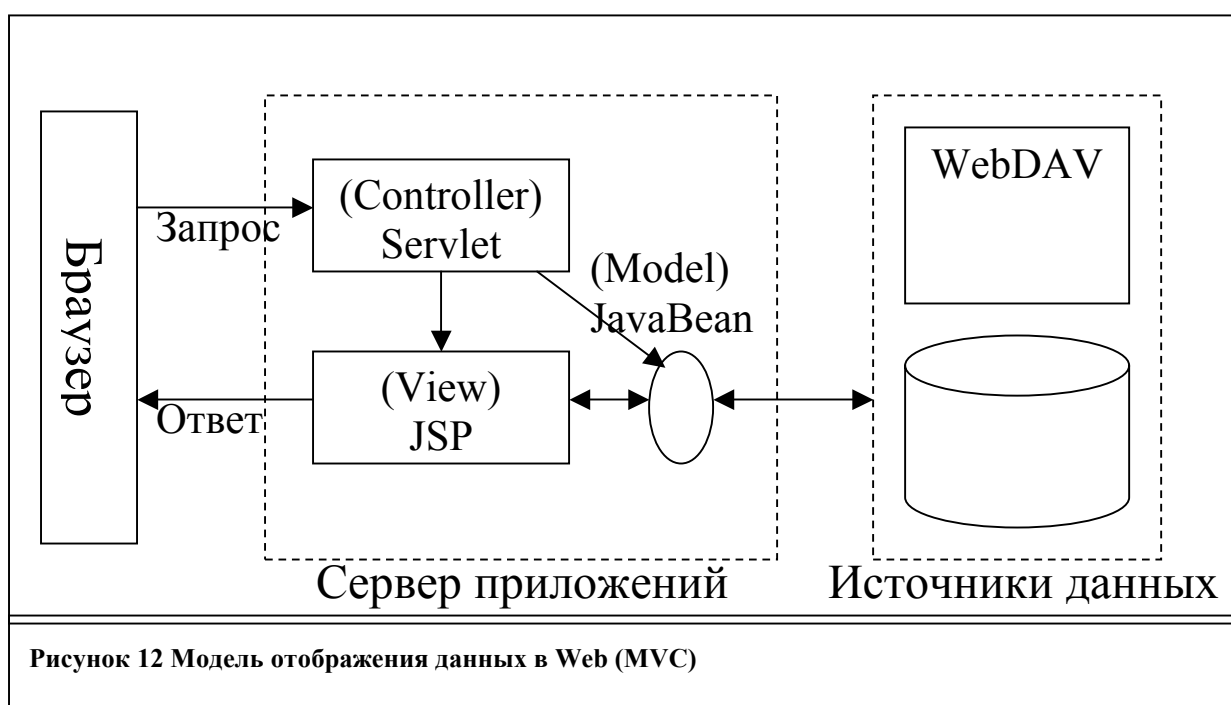 Браузер
Запрос
Ответ
(Controller)
Servlet
(Model)
JavaBean
(View)
JSP
WebDAV
Сервер приложений
Источники данных
Рисунок 12 Модель отображения данных в Web (MVC)